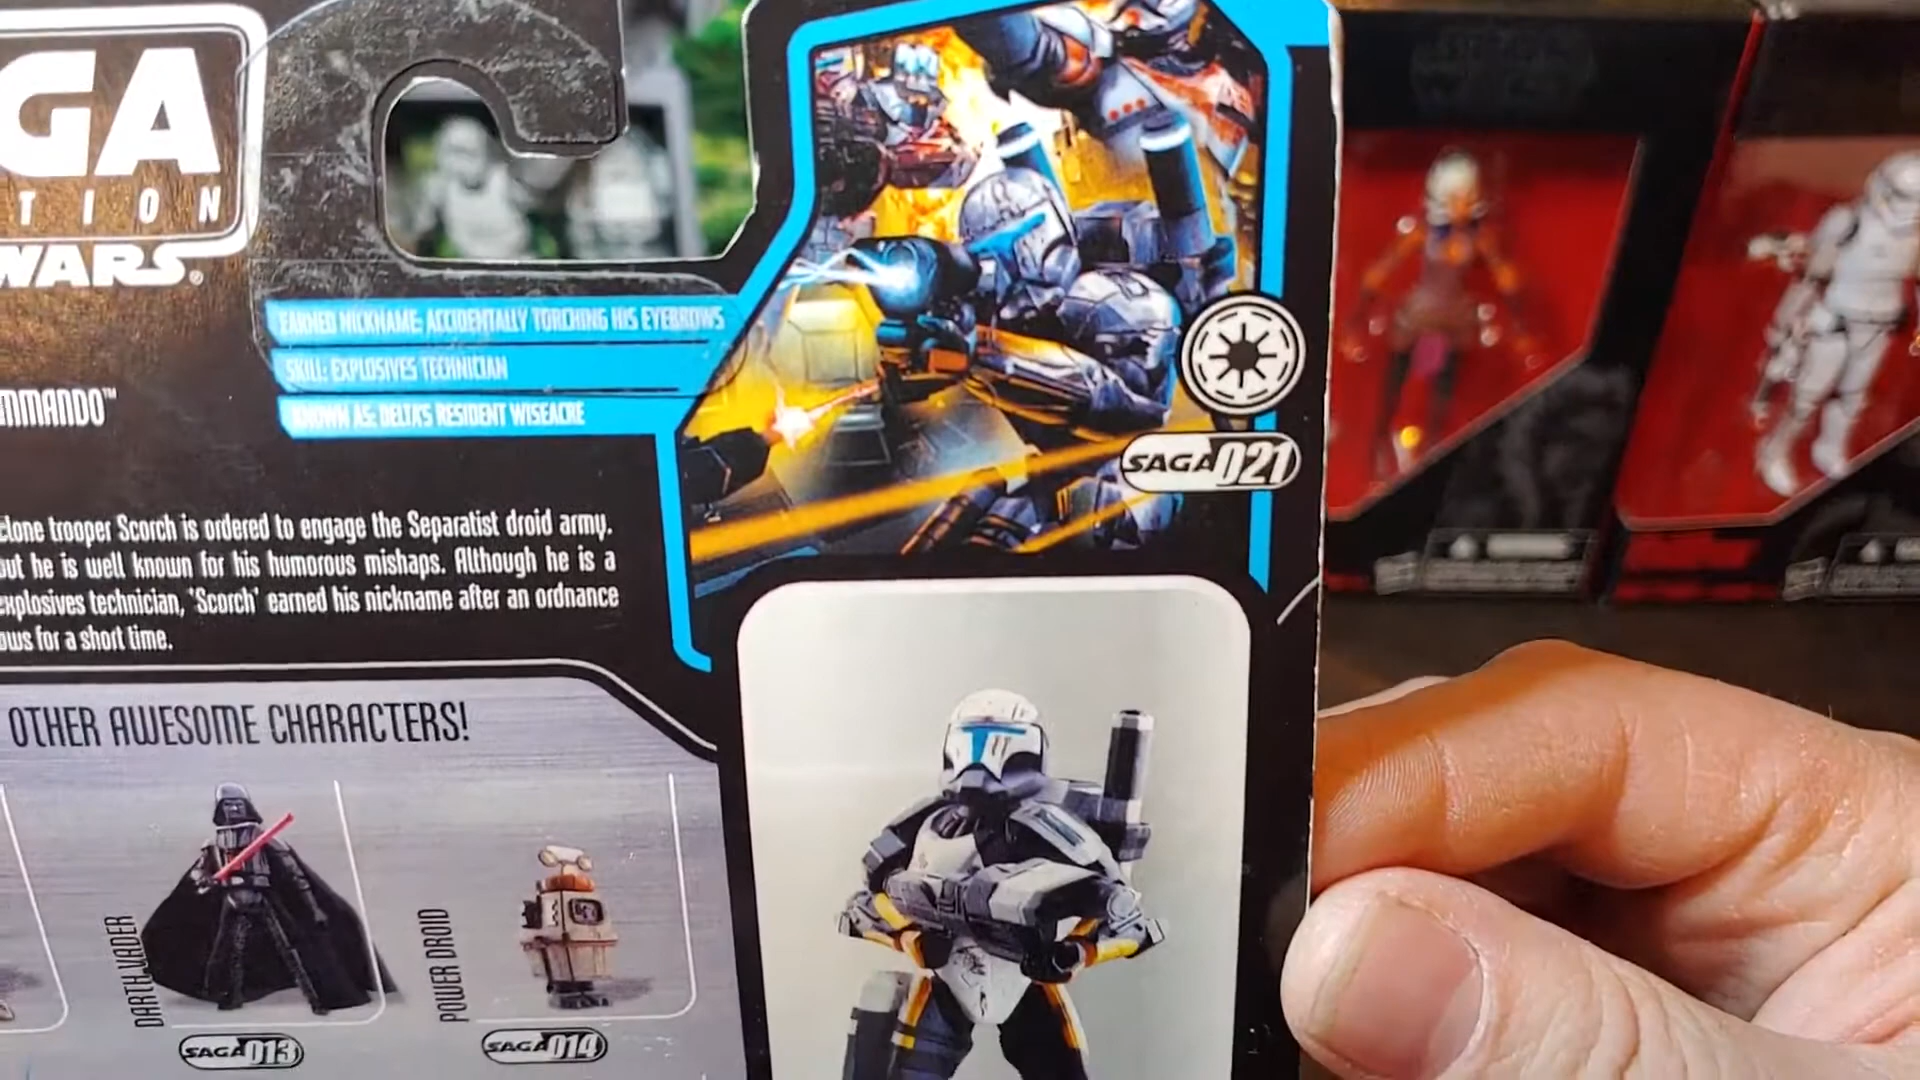 GA
TION
WARS®
EARNED NICKNAME: ACCIDENTALLY TORCHING HIS EYEBROWS
SKILL: EXPLOSIVES TECHNICIAN
KNOWN AS: DELTA'S RESIDENT WISEACRE
MMANDO™
SAGA 021
clone trooper Scorch is ordered to engage the Separatist droid army.
out he is well known for his humorous mishaps. Although he is a
explosives technician, 'Scorch' earned his nickname after an ordnance
ows for a short time.
OTHER AWESOME CHARACTERS!
DARTH VADER
POWER DROID
SAGA 013
SAGA 014